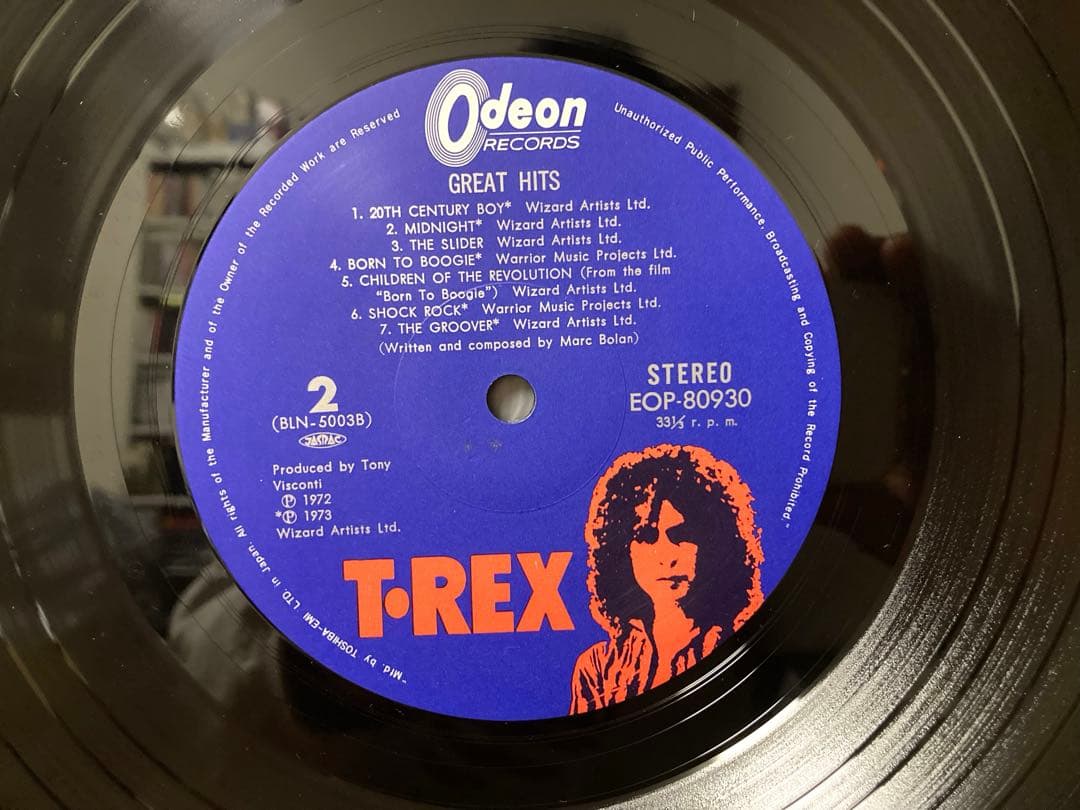 Odeon
RECORDS
GREAT HITS
1. 20TH CENTURY BOY* Wizard Artists Ltd.
2. MIDNIGHT* Wizard Artists Ltd.
3. THE SLIDER Wizard Artists Ltd.
4. BORN TO BOOGIE* Warrior Music Projects Ltd.
5. CHILDREN OF THE REVOLUTION (From the film
"Born To Boogie") Wizard Artists Ltd.
6. SHOCK ROCK* Warrior Music Projects Ltd.
7. THE GROOVER* Wizard Artists Ltd.
(Written and composed by Marc Bolan)
2
(BLN-5003B)
JASRAC
STEREO
EOP-80930
33⅓ r. p. m.
Produced by Tony
Visconti
Ⓟ 1972
*Ⓟ 1973
Wizard Artists Ltd.
T·REX
"Mfd. by TOSHIBA-EMI LTD. in Japan. All rights of the Manufacturer and of the Owner of the Recorded Work are Reserved
Unauthorized Public Performance, Broadcasting and Copying of the Record Prohibited."